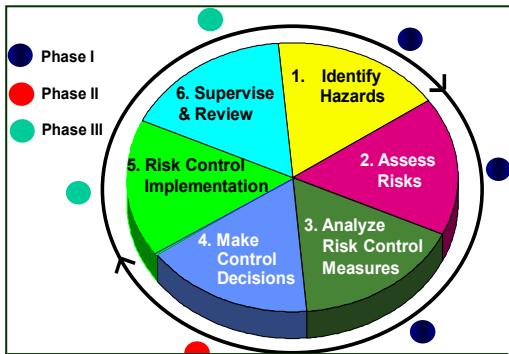 Phase I
Phase II
Phase III
1. Identify
Hazards
2. Assess
Risks
3. Analyze
Risk Control
Measures
4. Make
Control
Decisions
5. Risk Control
Implementation
6. Supervise
& Review